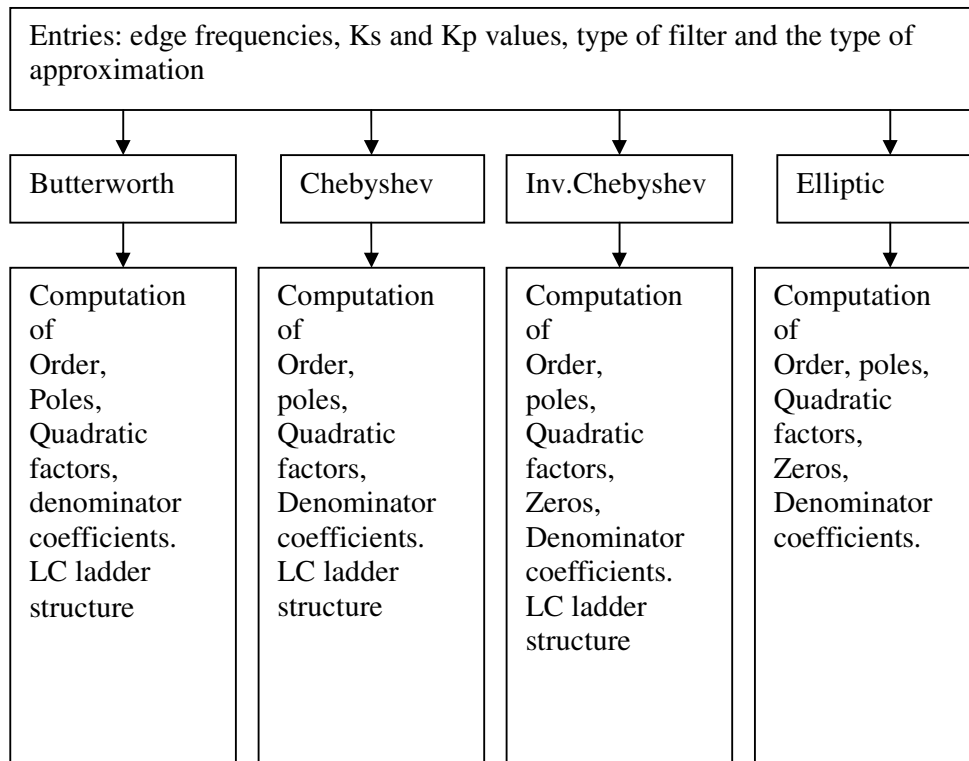 Entries: edge frequencies, Ks and Kp values, type of filter and the type of
approximation
Butterworth
Chebyshev
Inv.Chebyshev
Elliptic
Computation
of
Order,
Poles,
Quadratic
factors,
denominator
coefficients.
LC ladder
structure
Computation
of
Order,
poles,
Quadratic
factors,
Denominator
coefficients.
LC ladder
structure
Computation
of
Order,
poles,
Quadratic
factors,
Zeros,
Denominator
coefficients.
LC ladder
structure
Computation
of
Order, poles,
Quadratic
factors,
Zeros,
Denominator
coefficients.